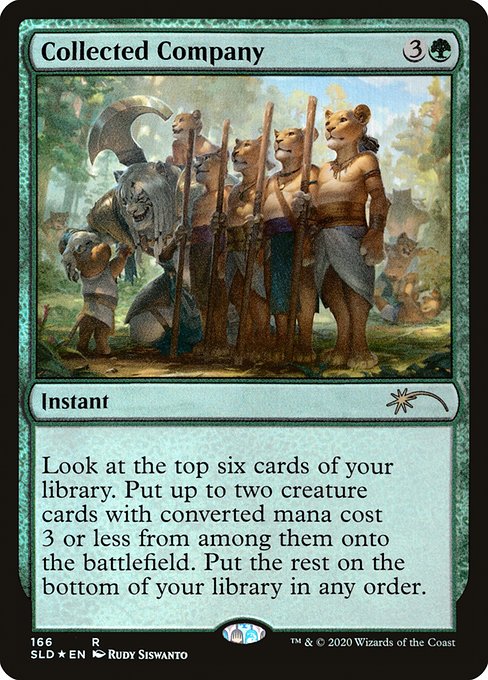 Collected Company 3
Instant
Look at the top six cards of your
library. Put up to two creature
cards with converted mana cost
3 or less from among them onto
the battlefield. Put the rest on the
bottom of your library in any order.
166 R
SLD ★ EN Rudy Siswanto
™ & © 2020 Wizards of the Coast